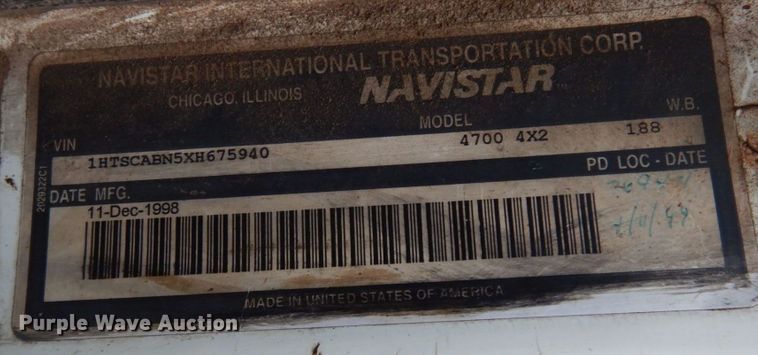 NAVISTAR INTERNATIONAL TRANSPORTATION CORP.
CHICAGO, ILLINOIS NAVISTAR
VIN MODEL W.B.
1HTSCABN5XH675940 4700 4X2 188
DATE MFG. PD LOC - DATE
11-Dec-1998
2029322C1
MADE IN UNITED STATES OF AMERICA
Purple Wave Auction